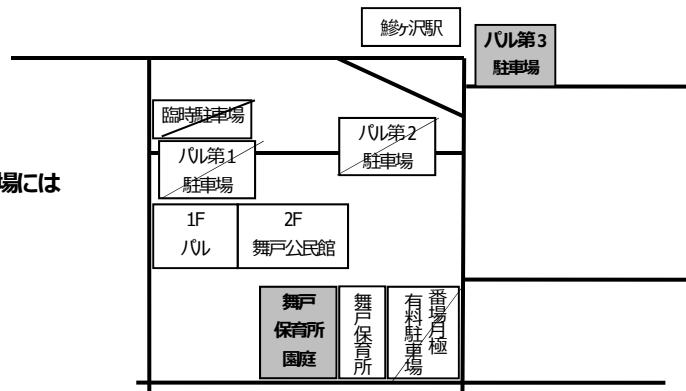 鰺ヶ沢駅
パル第3
駐車場
臨時駐車場
パル第1
駐車場
パル第2
駐車場
場には
1F
パル
2F
舞戸公民館
舞戸
保育所
園庭
舞戸保育所
番場月極
有料駐車場